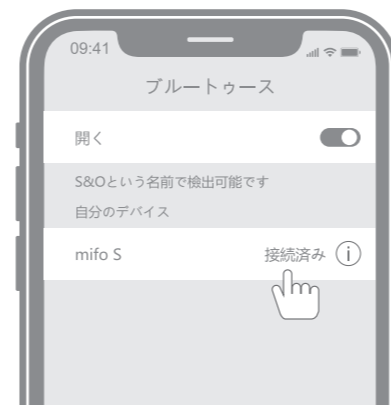 09:41
ブルートゥース
開く
S&Oという名前で検出可能です
自分のデバイス
mifo S 接続済み i